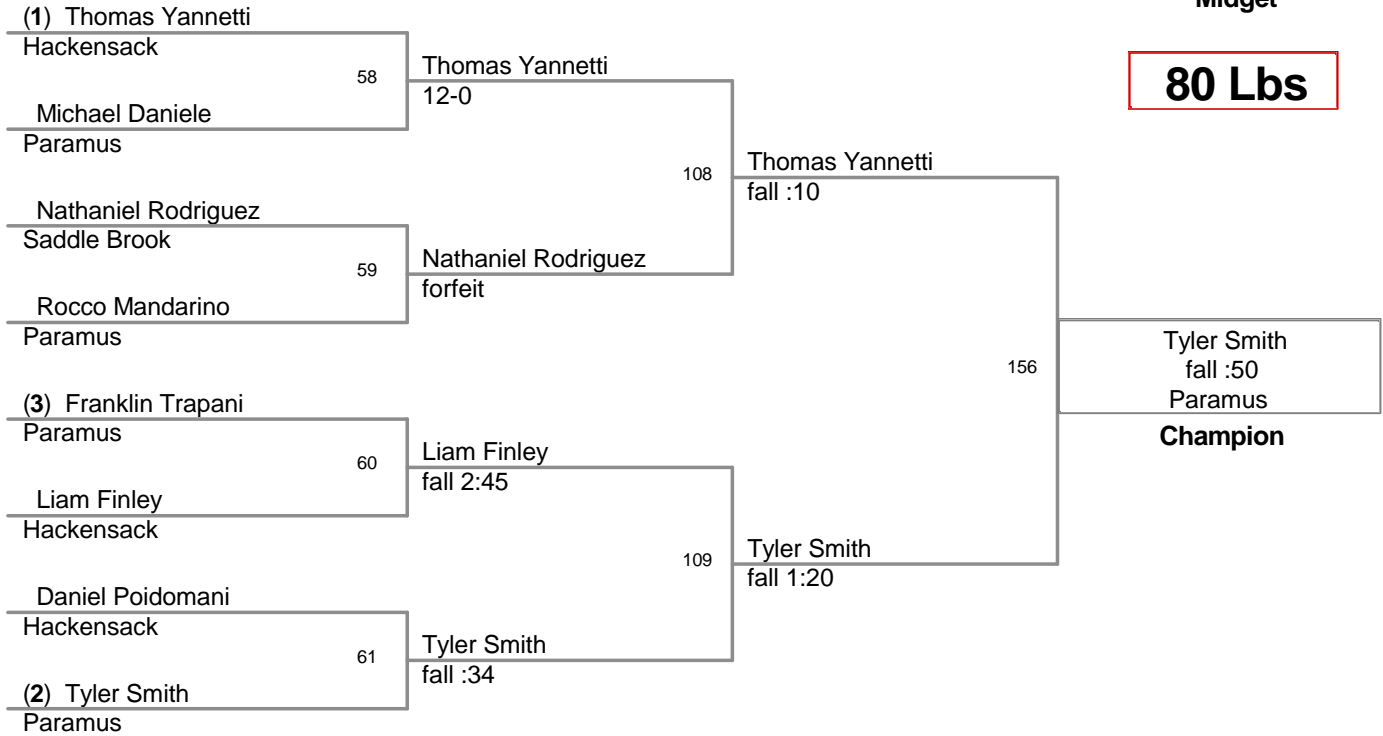 Midget
80 Lbs
(1) Thomas Yannetti
Hackensack
58
Michael Daniele
Paramus
Thomas Yannetti
12-0
Nathaniel Rodriguez
Saddle Brook
59
Rocco Mandarino
Paramus
Nathaniel Rodriguez
forfeit
108
Thomas Yannetti
fall :10
(3) Franklin Trapani
Paramus
60
Liam Finley
Hackensack
Liam Finley
fall 2:45
Daniel Poidomani
Hackensack
61
(2) Tyler Smith
Paramus
Tyler Smith
fall :34
109
Tyler Smith
fall 1:20
156
Tyler Smith
fall :50
Paramus
Champion